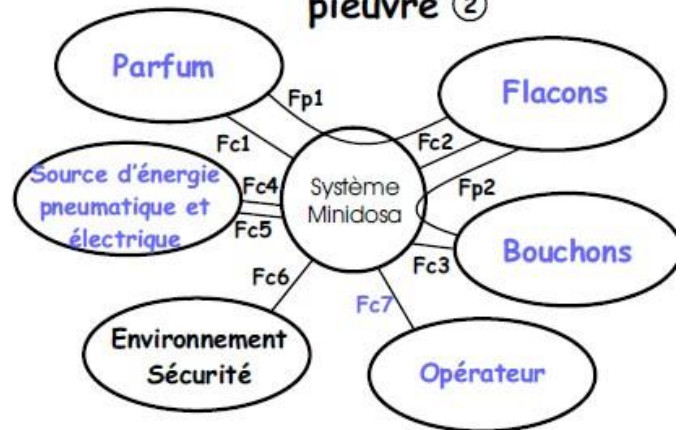 pieuvre ②
Parfum
Flacons
Fp1
Fc1
Fc2
Source d'énergie
pneumatique et
électrique
Fc4
Fc5
Système
Minidosa
Fp2
Bouchons
Fc3
Fc6
Fc7
Environnement
Sécurité
Opérateur